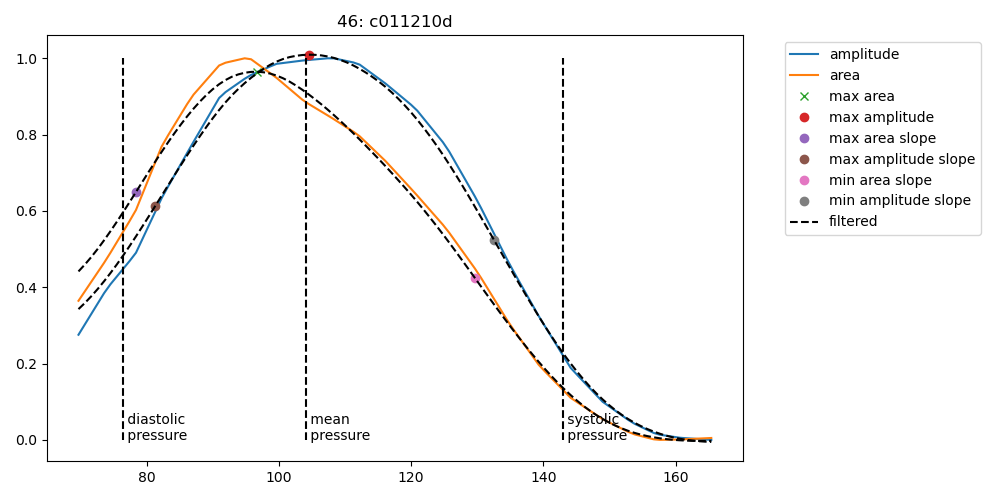 46: c011210d
1.0
0.8
0.6
0.4
0.2
0.0
80
100
120
140
160
diastolic
pressure
mean
pressure
systolic
pressure
amplitude
area
max area
max amplitude
max area slope
max amplitude slope
min area slope
min amplitude slope
filtered